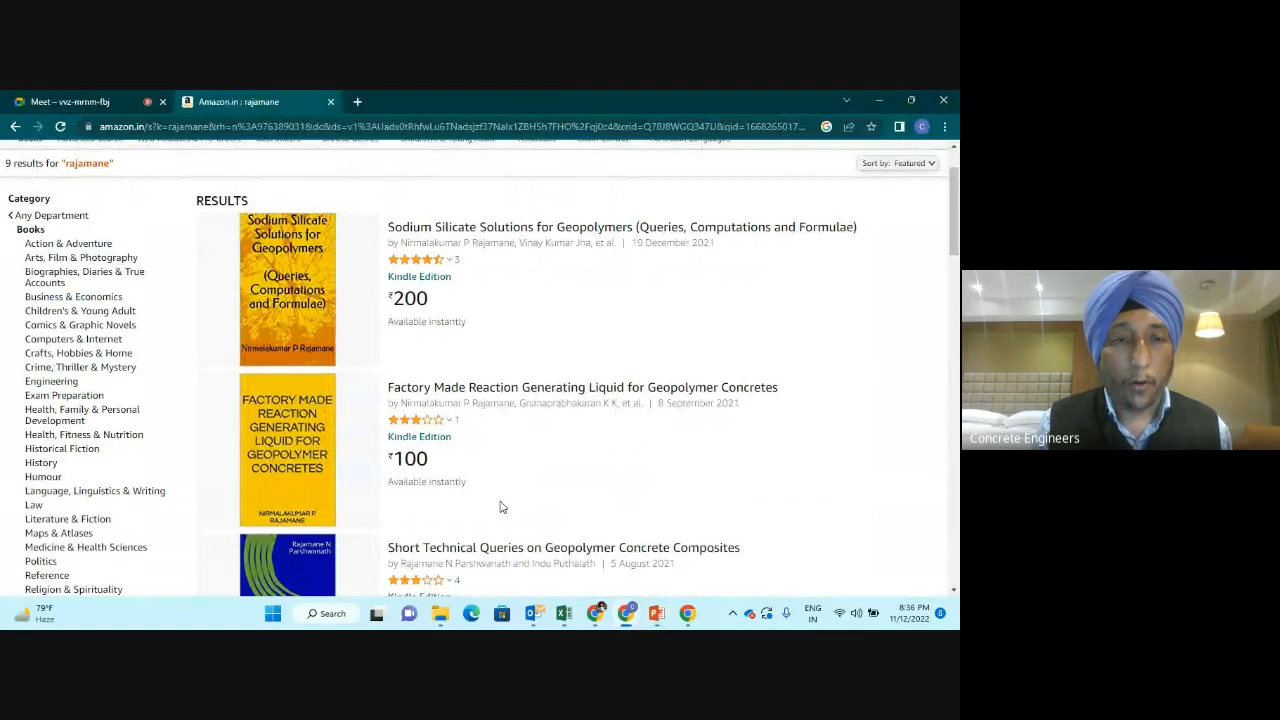 Meet – vvz-mrnm-fbj
Amazon.in : rajamane
9 results for "rajamane"
Sort by: Featured
Category
Any Department
Books
Action & Adventure
Arts, Film & Photography
Biographies, Diaries & True
Accounts
Business & Economics
Children's & Young Adult
Comics & Graphic Novels
Computers & Internet
Crafts, Hobbies & Home
Crime, Thriller & Mystery
Engineering
Exam Preparation
Health, Family & Personal
Development
Health, Fitness & Nutrition
Historical Fiction
History
Humour
Language, Linguistics & Writing
Law
Literature & Fiction
Maps & Atlases
Medicine & Health Sciences
Politics
Reference
Religion & Spirituality
RESULTS
Sodium Silicate
Solutions for
Geopolymers
(Queries,
Computations
and Formulae)
Nirmalakumar P Rajamane
Sodium Silicate Solutions for Geopolymers (Queries, Computations and Formulae)
by Nirmalakumar P Rajamane, Vinay Kumar Jha, et al. | 19 December 2021
3
Kindle Edition
₹200
Available instantly
FACTORY MADE
REACTION
GENERATING
LIQUID FOR
GEOPOLYMER
CONCRETES
NIRMALAKUMAR P
RAJAMANE
Factory Made Reaction Generating Liquid for Geopolymer Concretes
by Nirmalakumar P Rajamane, Gnanaprabhakaran K K, et al. | 8 September 2021
1
Kindle Edition
₹100
Available instantly
Rajamane N
Parshwanath
Short Technical Queries on Geopolymer Concrete Composites
by Rajamane N Parshwanath and Indu Puthalath | 5 August 2021
4
Concrete Engineers
79°F
Haze
Search
ENG
IN
8:36 PM
11/12/2022
8